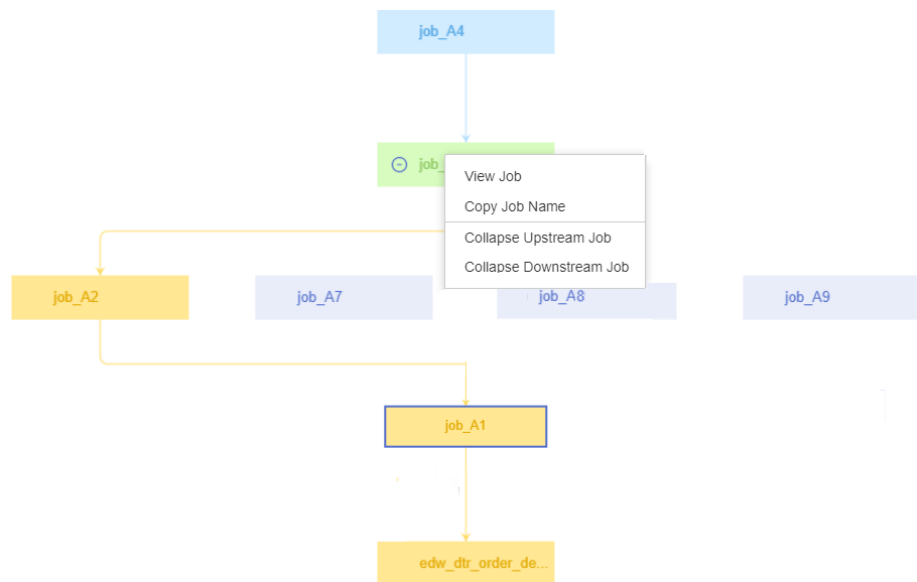 job_A4
job_
View Job
Copy Job Name
Collapse Upstream Job
Collapse Downstream Job
job_A2
job_A7
job_A8
job_A9
job_A1
edw_dtr_order_de...